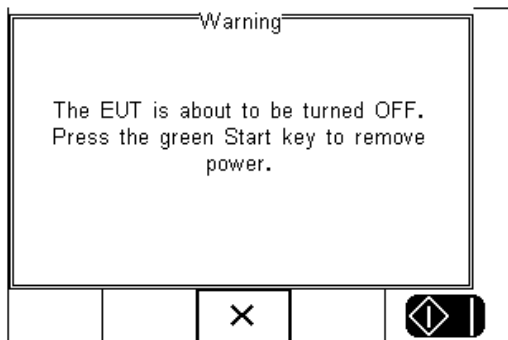 Warning
The EUT is about to be turned OFF.
Press the green Start key to remove
power.